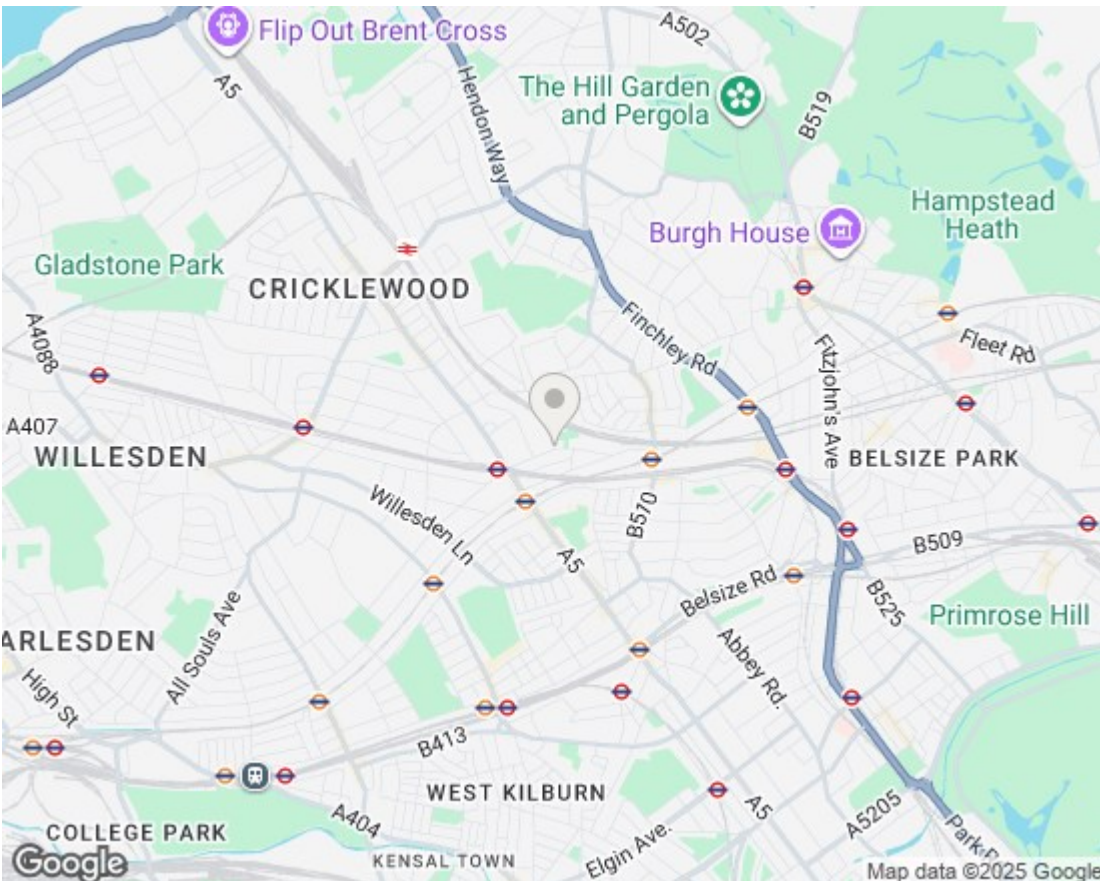 Flip Out Brent Cross
A502
A5
Hendon Way
The Hill Garden
and Pergola
B519
Hampstead
Heath
Burgh House
Gladstone Park
CRICKLEWOOD
A4088
Finchley Rd
Fitzjohn's Ave
Fleet Rd
A407
WILLESDEN
BELSIZE PARK
Willesden Ln
B510
A5
B509
Belsize Rd
B525
Primrose Hill
ARLESDEN
All Souls Ave
Abbey Rd.
High St
B413
WEST KILBURN
A5
A5205
A404
COLLEGE PARK
Elgin Ave.
Park R
KENSAL TOWN
Google
Map data ©2025 Google